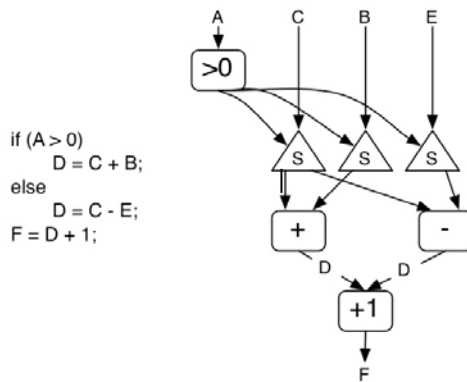 A C B E
>0
if (A > 0)
D = C + B;
else
D = C - E;
F = D + 1;
S S S
+ -
D D
+1
F